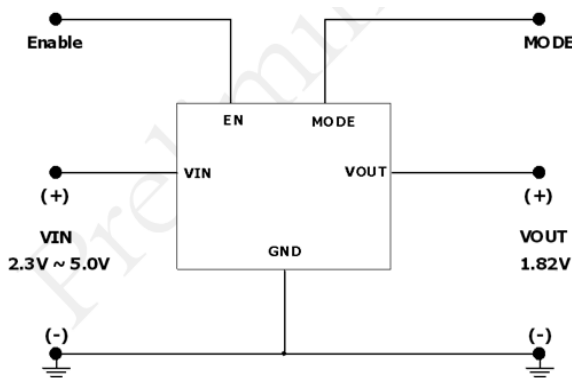 Enable
MODE
EN
MODE
VIN
VOUT
(+)
(+)
VIN
2.3V ~ 5.0V
GND
VOUT
1.82V
(-)
(-)